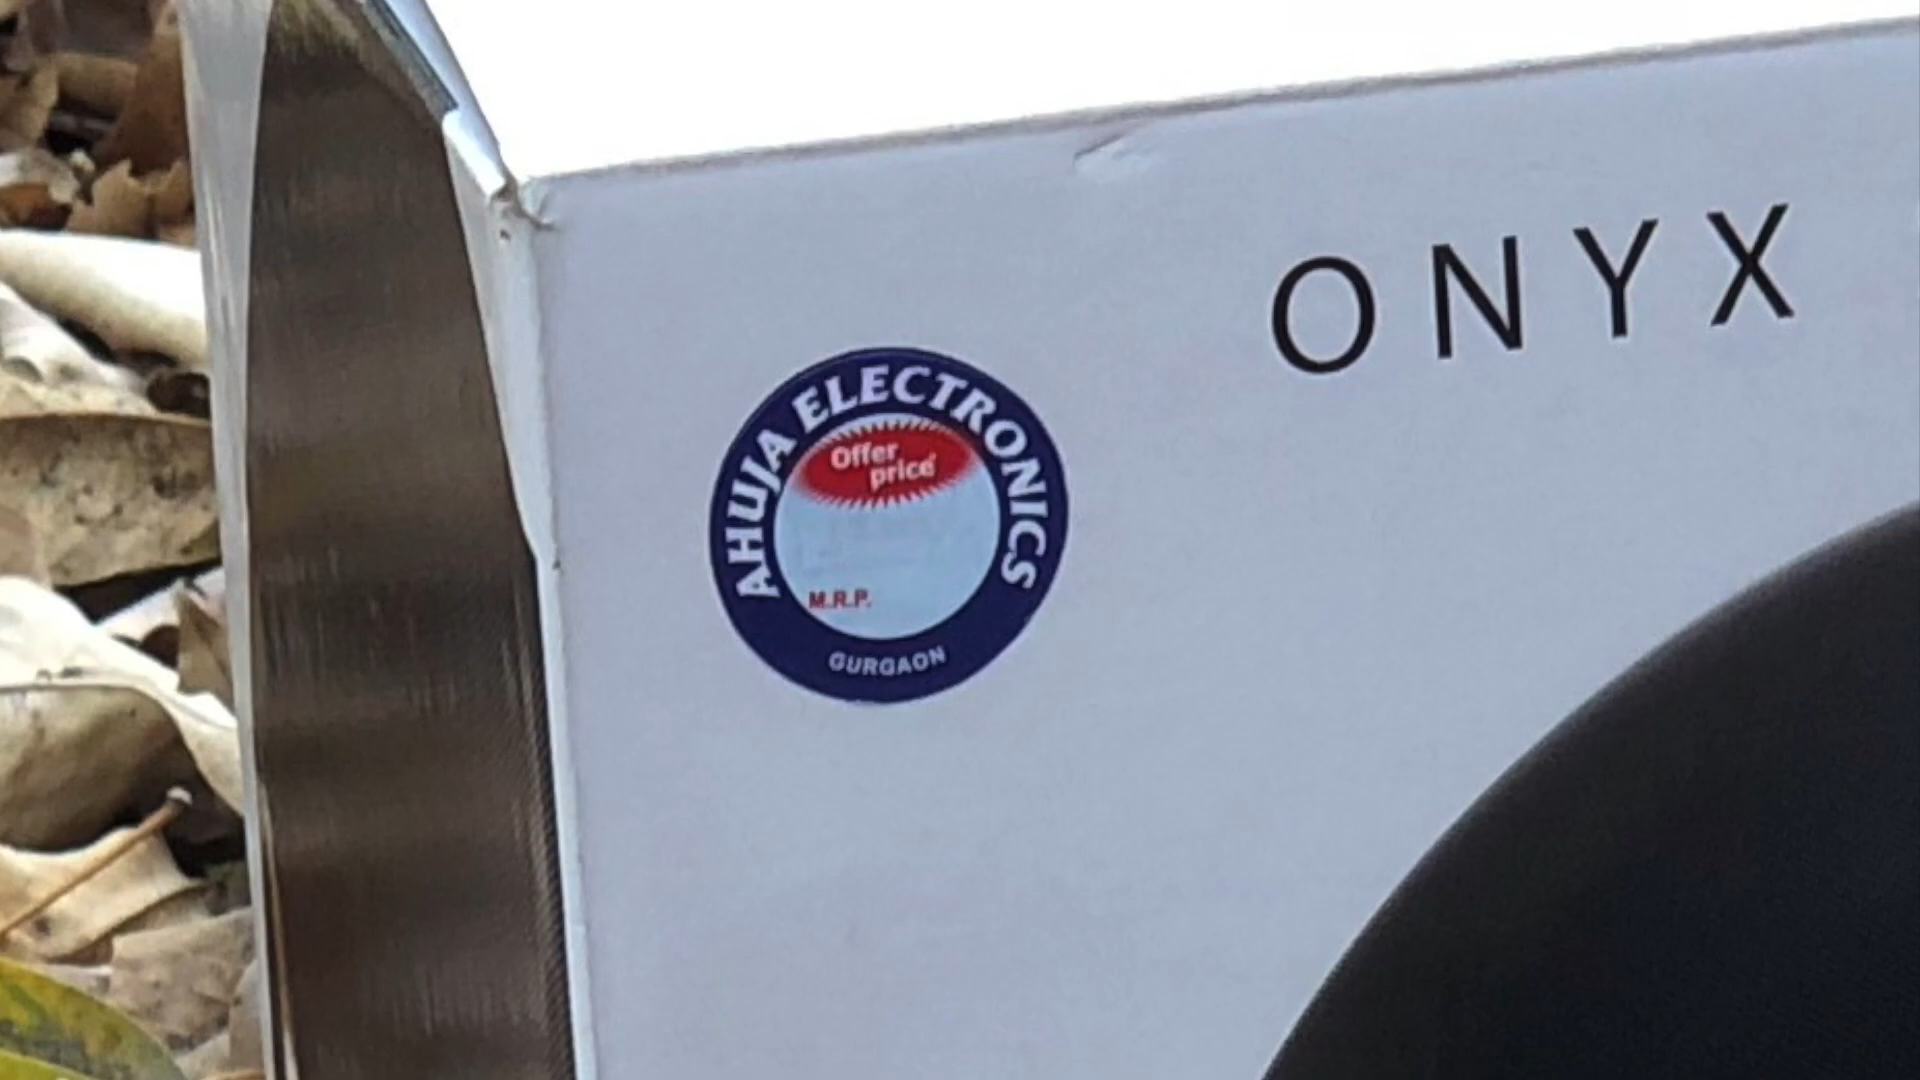 ONYX
AHUJA ELECTRONICS
Offer
price
M.R.P.
GURGAON